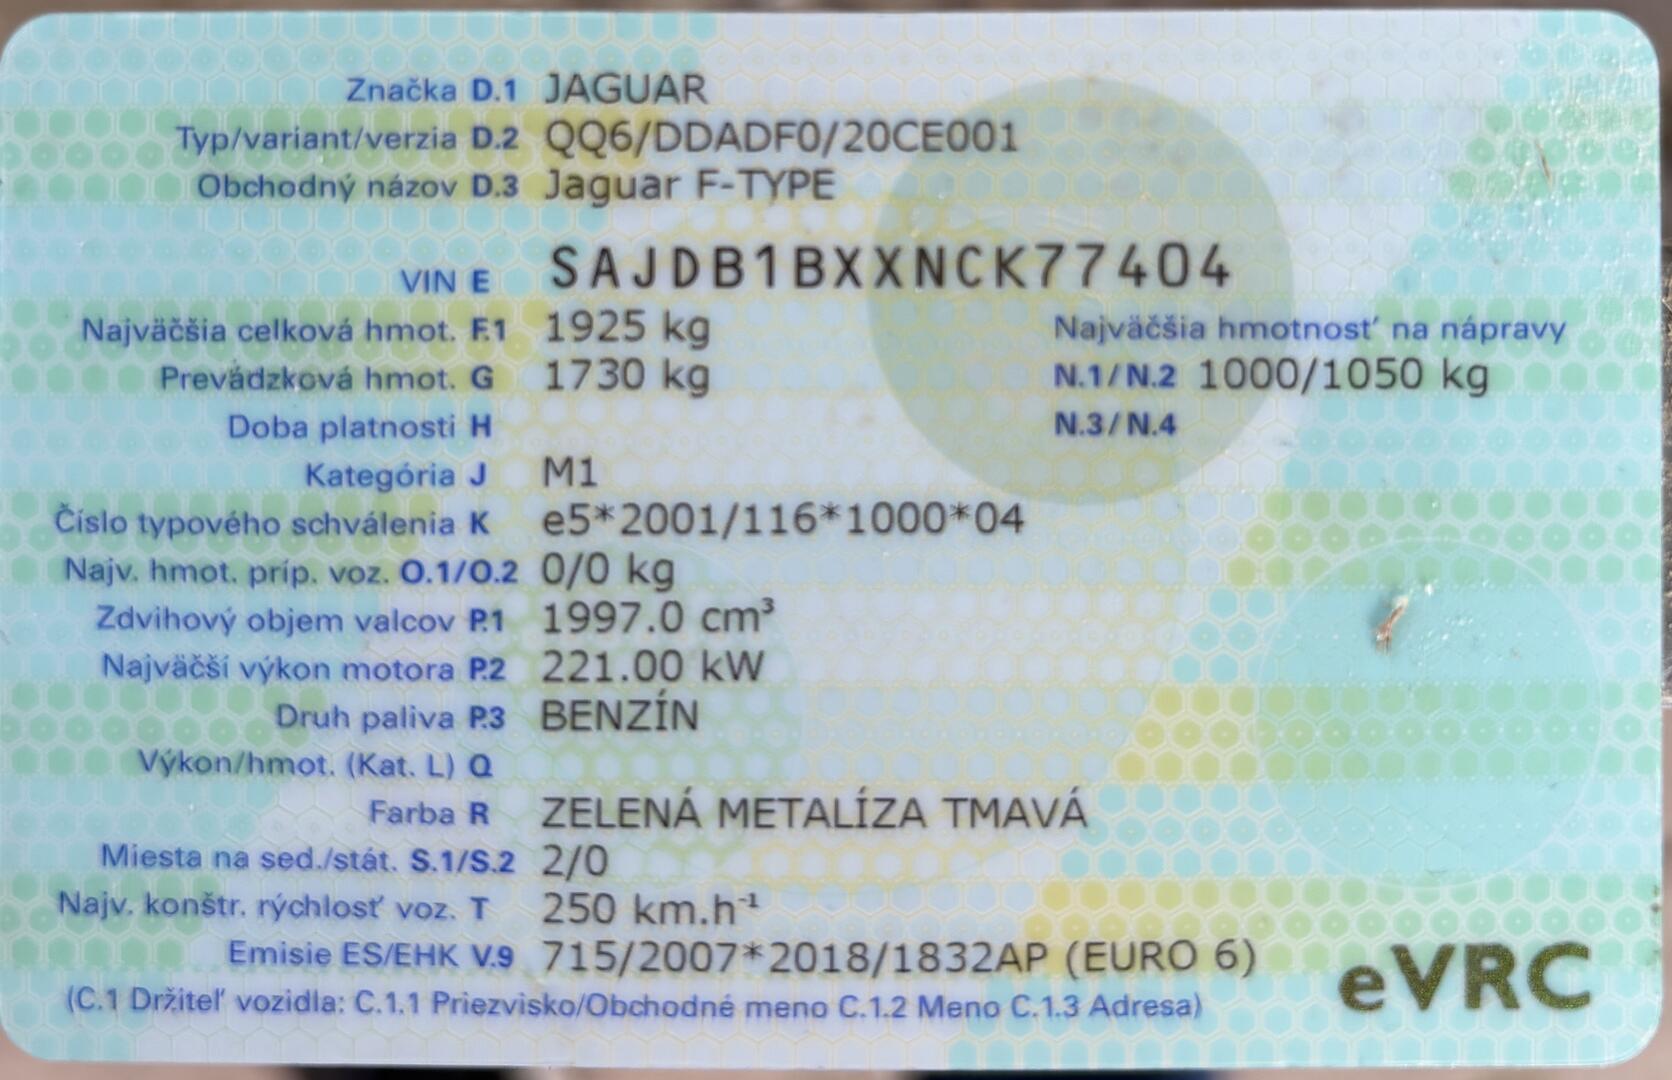 Značka D.1 JAGUAR
Typ/variant/verzia D.2 QQ6/DDADF0/20CE001
Obchodný názov D.3 Jaguar F-TYPE
VIN E SAJDB1BXXNCK77404
Najväčšia celková hmot. F.1 1925 kg Najväčšia hmotnosť na nápravy
Prevádzková hmot. G 1730 kg N.1/N.2 1000/1050 kg
Doba platnosti H N.3/N.4
Kategória J M1
Číslo typového schválenia K e5*2001/116*1000*04
Najv. hmot. príp. voz. O.1/O.2 0/0 kg
Zdvihový objem valcov P.1 1997.0 cm³
Najväčší výkon motora P.2 221.00 kW
Druh paliva P.3 BENZÍN
Výkon/hmot. (Kat. L) Q
Farba R ZELENÁ METALÍZA TMAVÁ
Miesta na sed./stát. S.1/S.2 2/0
Najv. konštr. rýchlosť voz. T 250 km.h⁻¹
Emisie ES/EHK V.9 715/2007*2018/1832AP (EURO 6)
(C.1 Držiteľ vozidla: C.1.1 Priezvisko/Obchodné meno C.1.2 Meno C.1.3 Adresa)
eVRC